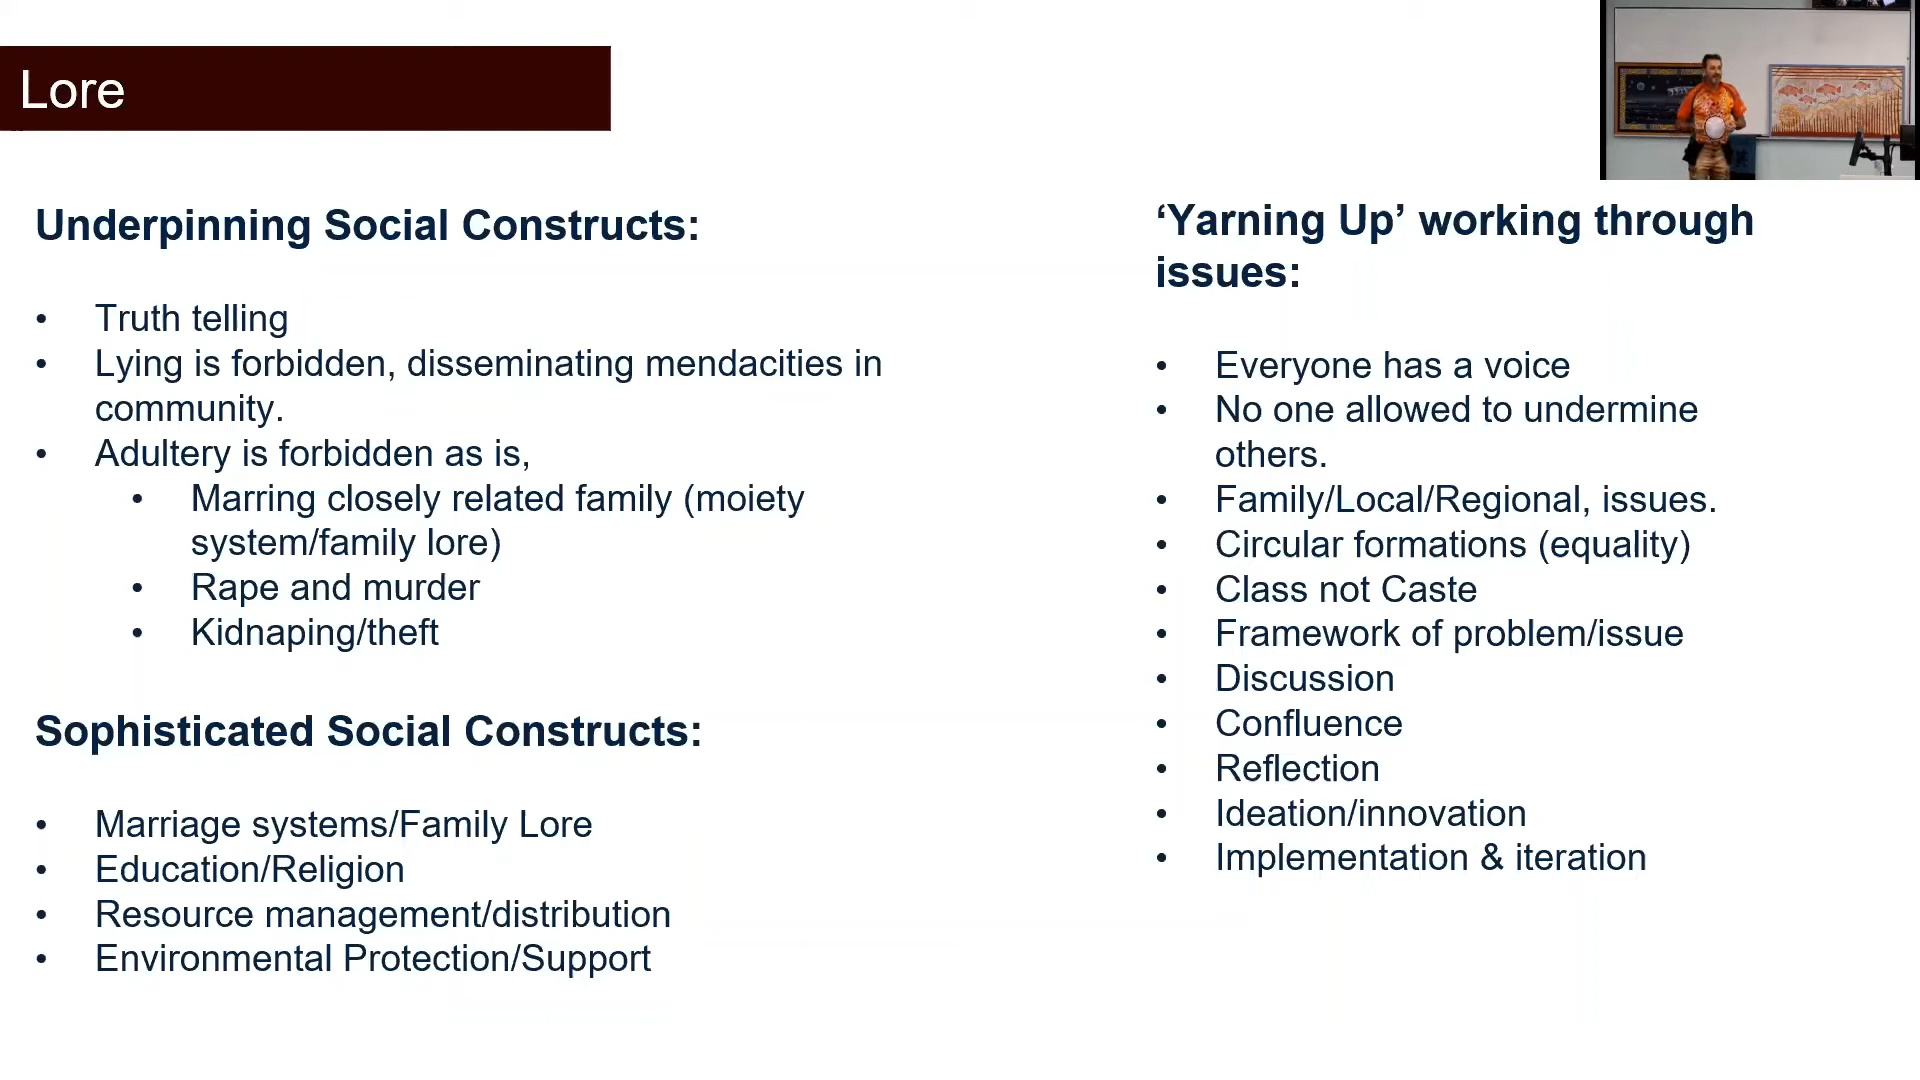 Lore
Underpinning Social Constructs:
• Truth telling
• Lying is forbidden, disseminating mendacities in
community.
• Adultery is forbidden as is,
• Marring closely related family (moiety
system/family lore)
• Rape and murder
• Kidnaping/theft
Sophisticated Social Constructs:
• Marriage systems/Family Lore
• Education/Religion
• Resource management/distribution
• Environmental Protection/Support
‘Yarning Up’ working through
issues:
• Everyone has a voice
• No one allowed to undermine
others.
• Family/Local/Regional, issues.
• Circular formations (equality)
• Class not Caste
• Framework of problem/issue
• Discussion
• Confluence
• Reflection
• Ideation/innovation
• Implementation & iteration